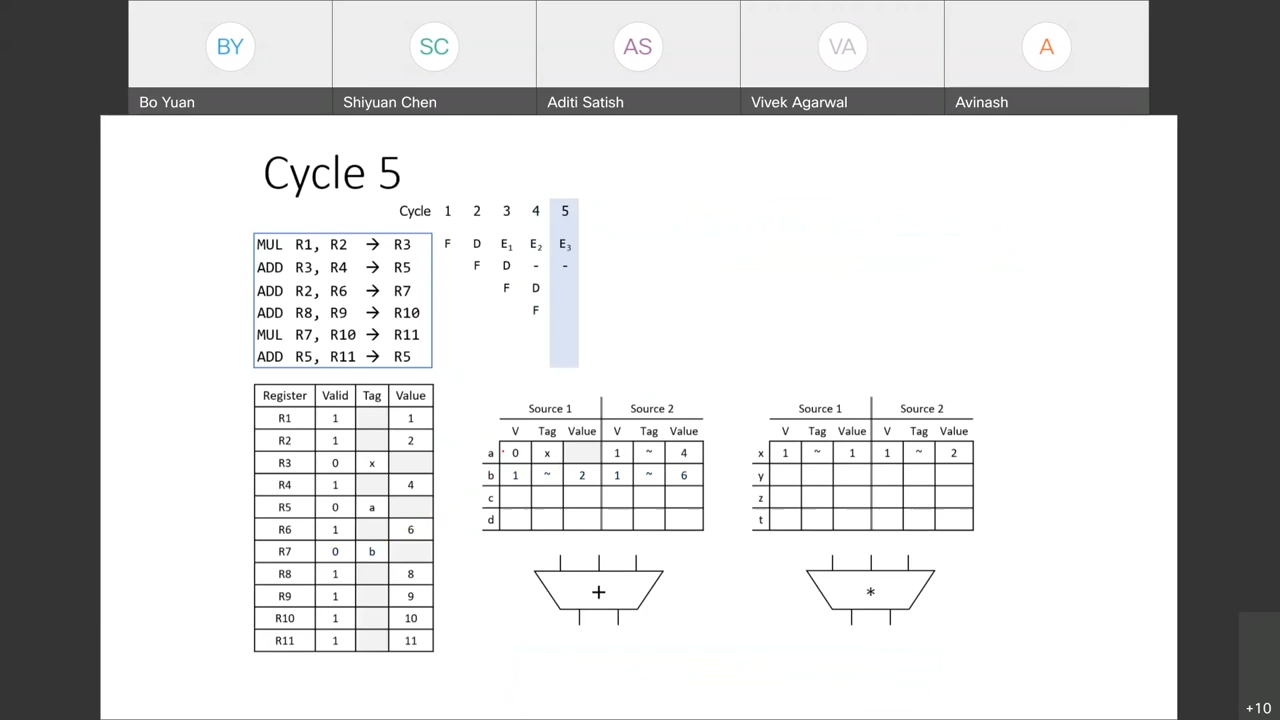 BY SC AS VA A
Bo Yuan Shiyuan Chen Aditi Satish Vivek Agarwal Avinash
Cycle 5
Cycle 1 2 3 4 5
MUL R1, R2 → R3 F D E1 E2 E3
ADD R3, R4 → R5 F D - -
ADD R2, R6 → R7 F D
ADD R8, R9 → R10 F
MUL R7, R10 → R11
ADD R5, R11 → R5
Register Valid Tag Value
R1 1 1
R2 1 2
R3 0 x
R4 1 4
R5 0 a
R6 1 6
R7 0 b
R8 1 8
R9 1 9
R10 1 10
R11 1 11
Source 1 Source 2
V Tag Value V Tag Value
a 0 x 1 ~ 4
b 1 ~ 2 1 ~ 6
c
d
+
Source 1 Source 2
V Tag Value V Tag Value
x 1 ~ 1 1 ~ 2
y
z
t
*
+10